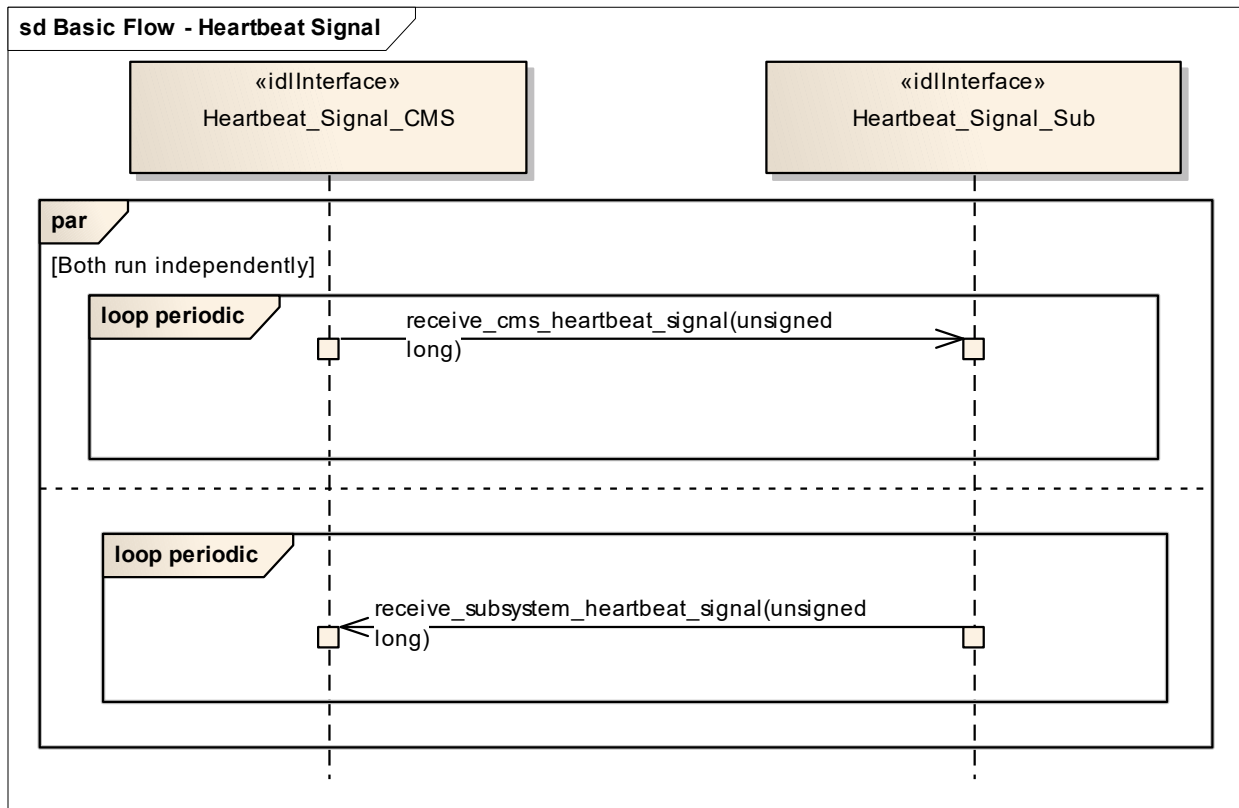 sd Basic Flow - Heartbeat Signal
«idlInterface»
Heartbeat_Signal_CMS
«idlInterface»
Heartbeat_Signal_Sub
par
[Both run independently]
loop periodic
receive_cms_heartbeat_signal(unsigned
long)
loop periodic
receive_subsystem_heartbeat_signal(unsigned
long)